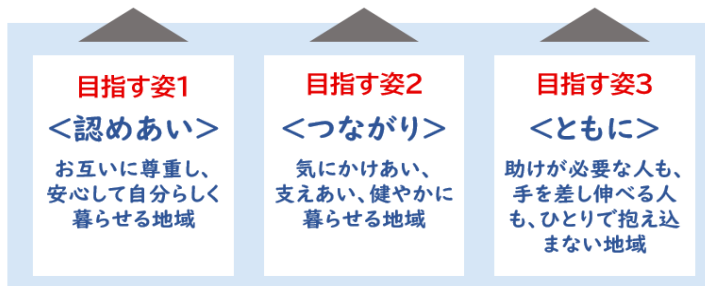 目指す姿1
<認めあい>
お互いに尊重し、
安心して自分らしく
暮らせる地域
目指す姿2
<つながり>
気にかけあい、
支えあい、健やかに
暮らせる地域
目指す姿3
<ともに>
助けが必要な人も、
手を差し伸べる人
も、ひとりで抱え込
まない地域